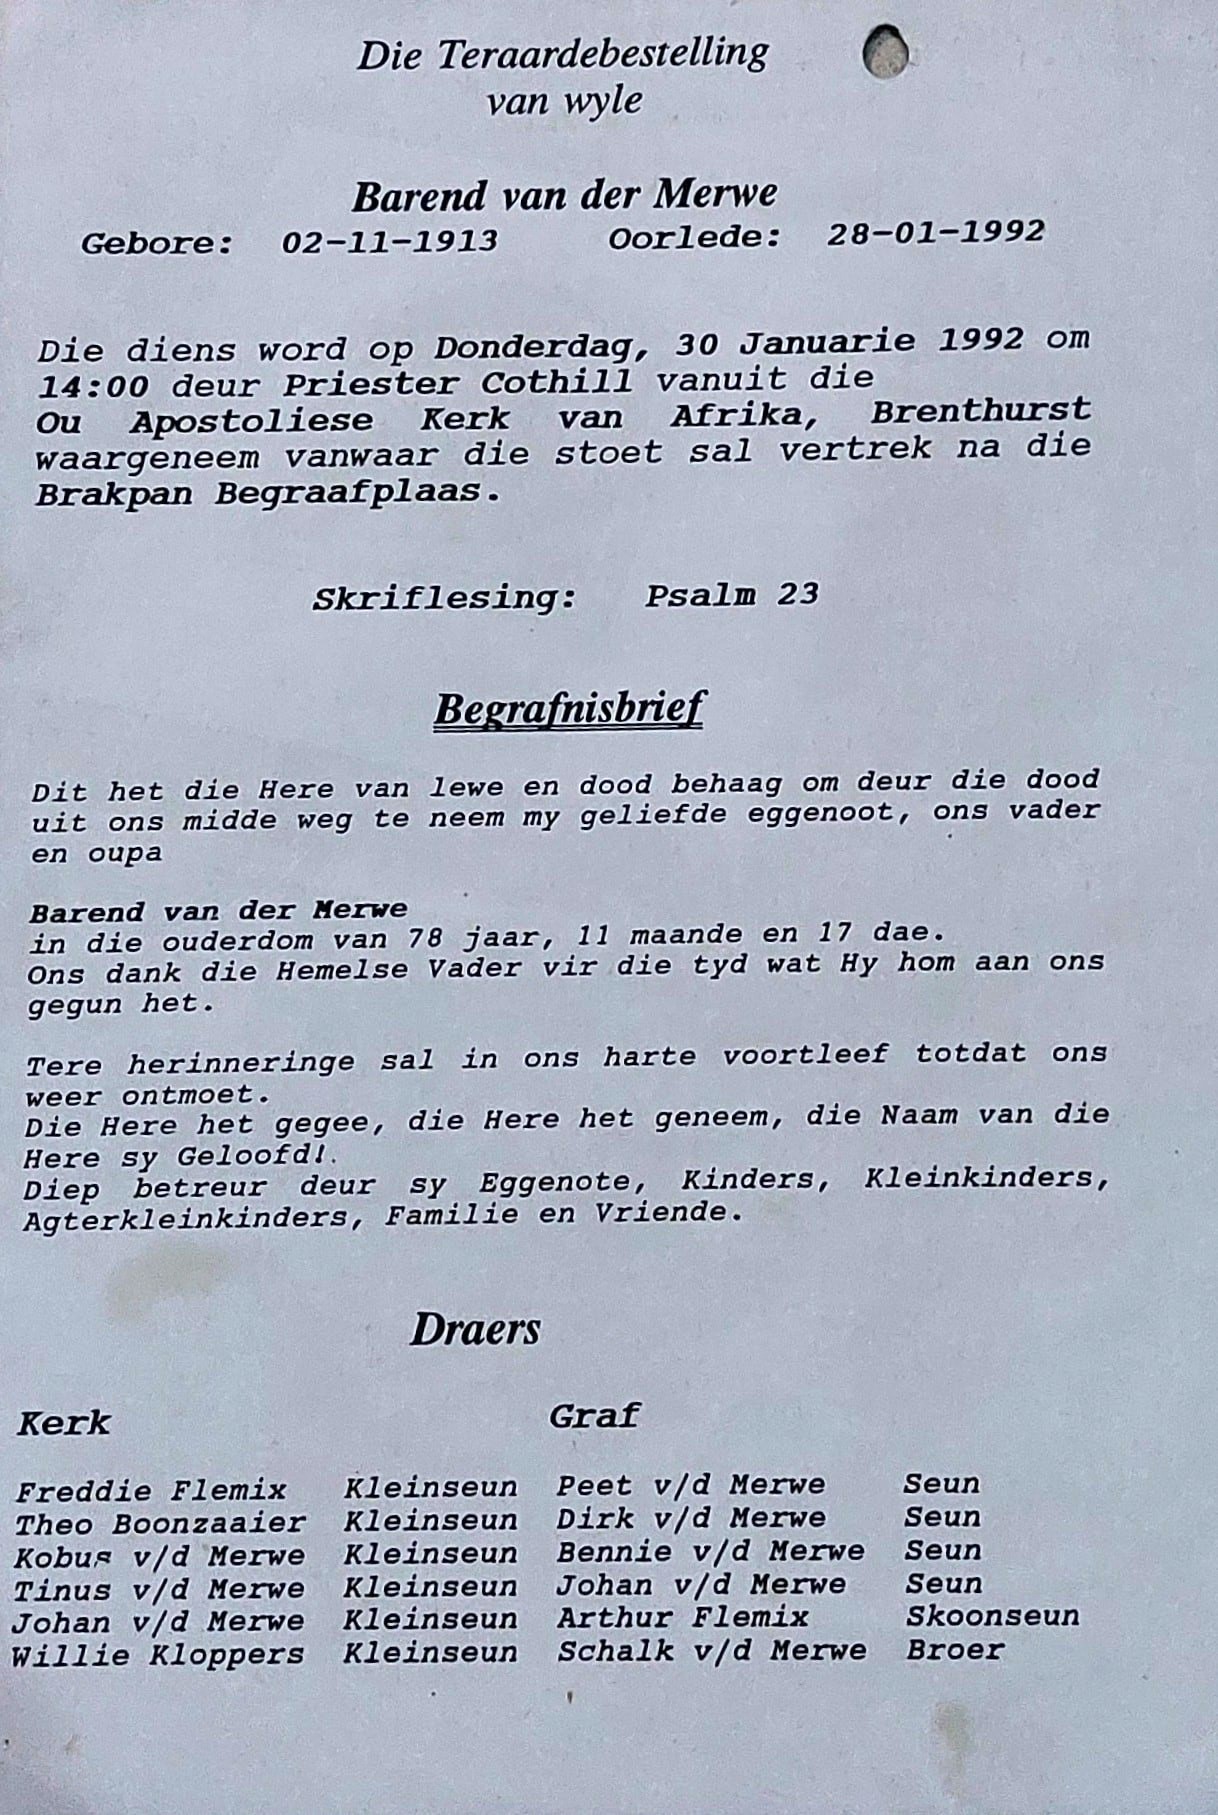 Die Teraardebestelling
van wyle
Barend van der Merwe
Gebore: 02-11-1913 Oorlede: 28-01-1992
Die diens word op Donderdag, 30 Januarie 1992 om
14:00 deur Priester Cothill vanuit die
Ou Apostoliese Kerk van Afrika, Brenthurst
waargeneem vanwaar die stoet sal vertrek na die
Brakpan Begraafplaas.
Skriflesing: Psalm 23
Begrafnisbrief
Dit het die Here van lewe en dood behaag om deur die dood
uit ons midde weg te neem my geliefde eggenoot, ons vader
en oupa
Barend van der Merwe
in die ouderdom van 78 jaar, 11 maande en 17 dae.
Ons dank die Hemelse Vader vir die tyd wat Hy hom aan ons
gegun het.
Tere herinneringe sal in ons harte voortleef totdat ons
weer ontmoet.
Die Here het gegee, die Here het geneem, die Naam van die
Here sy Geloofd!.
Diep betreur deur sy Eggenote, Kinders, Kleinkinders,
Agterkleinkinders, Familie en Vriende.
Draers
Kerk Graf
Freddie Flemix Kleinseun Peet v/d Merwe Seun
Theo Boonzaaier Kleinseun Dirk v/d Merwe Seun
Kobus v/d Merwe Kleinseun Bennie v/d Merwe Seun
Tinus v/d Merwe Kleinseun Johan v/d Merwe Seun
Johan v/d Merwe Kleinseun Arthur Flemix Skoonseun
Willie Kloppers Kleinseun Schalk v/d Merwe Broer